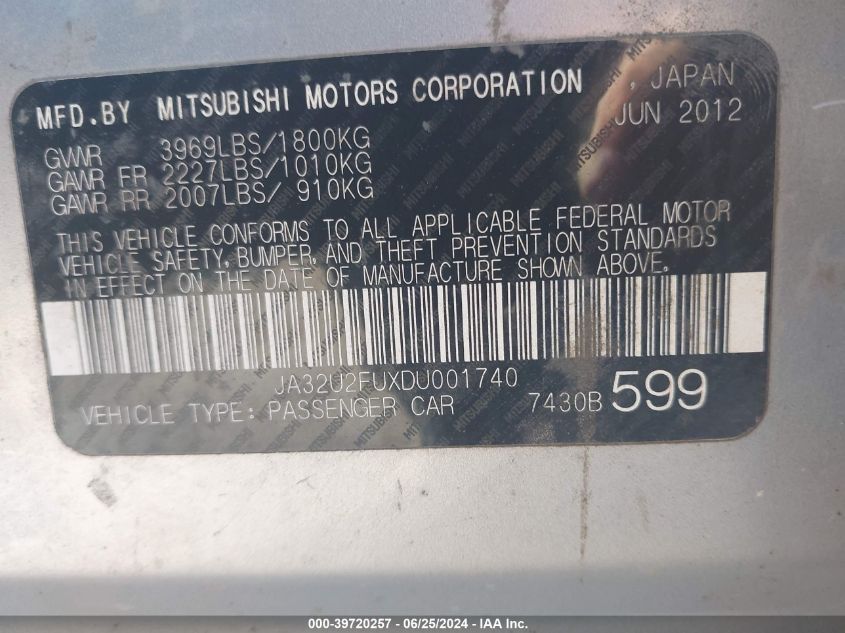 MFD.BY MITSUBISHI MOTORS CORPORATION , JAPAN
JUN 2012
GVWR 3969LBS/1800KG
GAWR FR 2227LBS/1010KG
GAWR RR 2007LBS/ 910KG
THIS VEHICLE CONFORMS TO ALL APPLICABLE FEDERAL MOTOR
VEHICLE SAFETY, BUMPER, AND THEFT PREVENTION STANDARDS
IN EFFECT ON THE DATE OF MANUFACTURE SHOWN ABOVE.
JA32U2FUXDU001740
VEHICLE TYPE: PASSENGER CAR 7430B 599
000-39720257 - 06/25/2024 - IAA Inc.